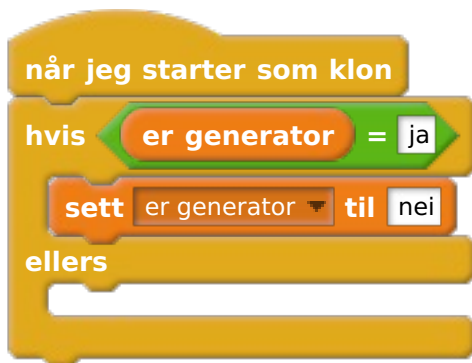 når jeg starter som klon
hvis er generator = ja
sett er generator til nei
ellers